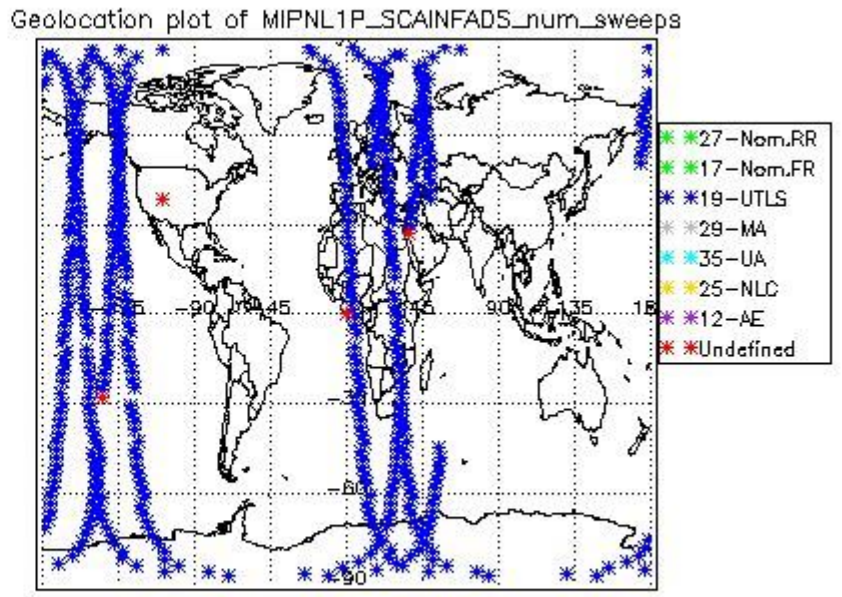 Geolocation plot of MIPNL1P_SCAINFADS_num_sweeps
27-Nom.RR
17-Nom.FR
19-UTLS
29-MA
35-UA
25-NLC
12-AE
Undefined
-90
-45
45
90
135
-60
-90